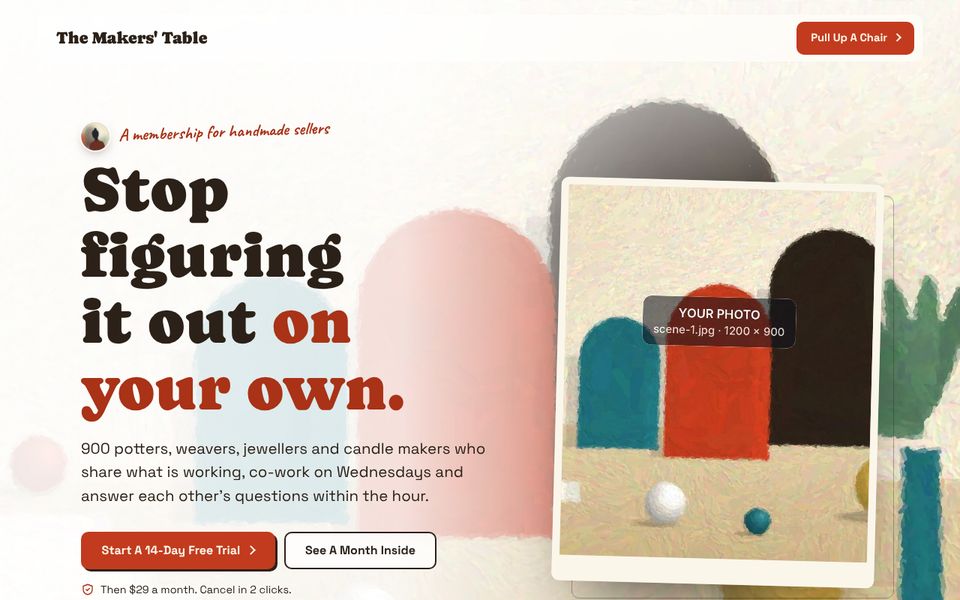 The Makers' Table
Pull Up A Chair
A membership for handmade sellers
Stop
figuring
it out on
your own.
900 potters, weavers, jewellers and candle makers who
share what is working, co-work on Wednesdays and
answer each other's questions within the hour.
Start A 14-Day Free Trial
See A Month Inside
Then $29 a month. Cancel in 2 clicks.
YOUR PHOTO
scene-1.jpg · 1200 × 900